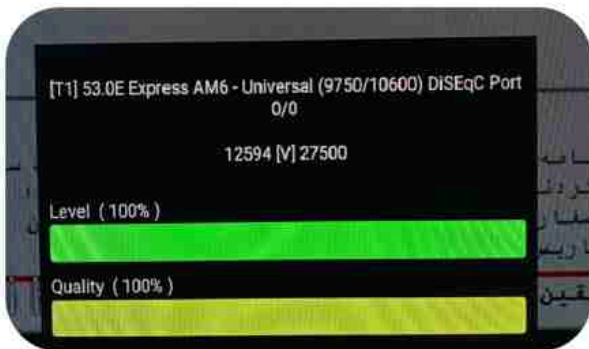 [T1] 53.0E Express AM6 - Universal (9750/10600) DiSEqC Port
0/0
12594 [V] 27500
Level ( 100% )
Quality ( 100% )